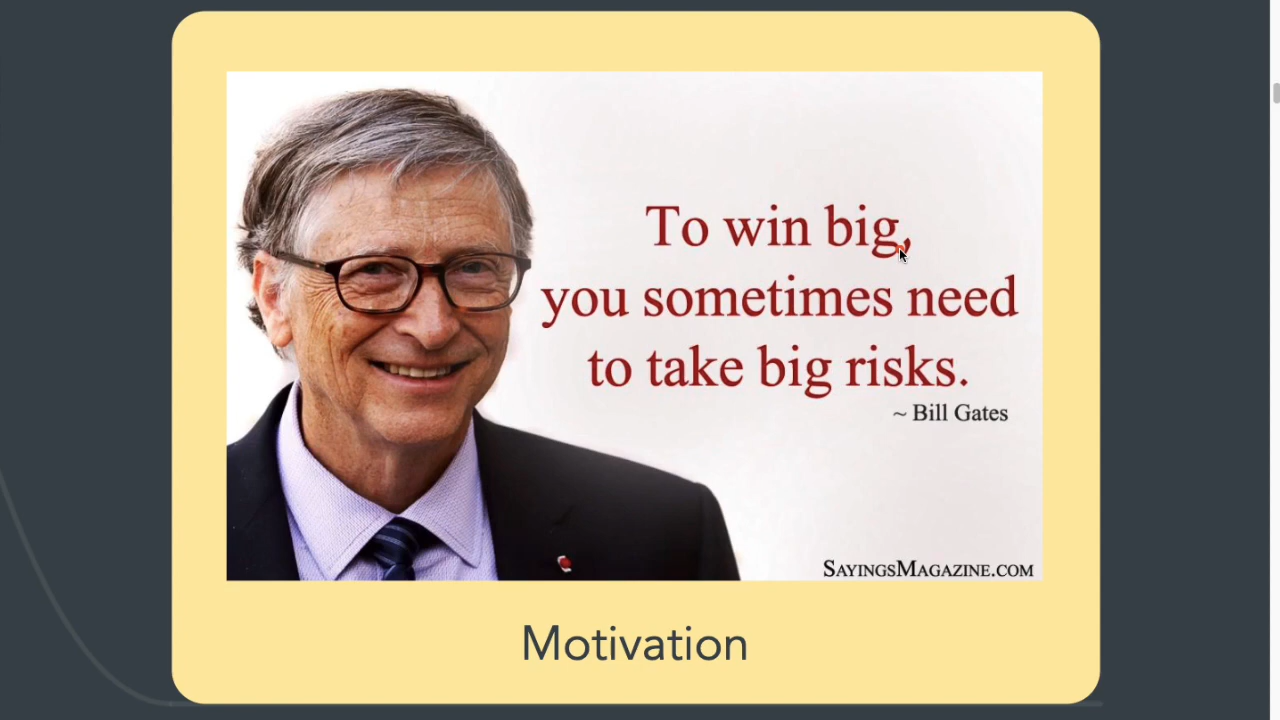 To win big,
you sometimes need
to take big risks.
~ Bill Gates
SAYINGSMAGAZINE.COM
Motivation